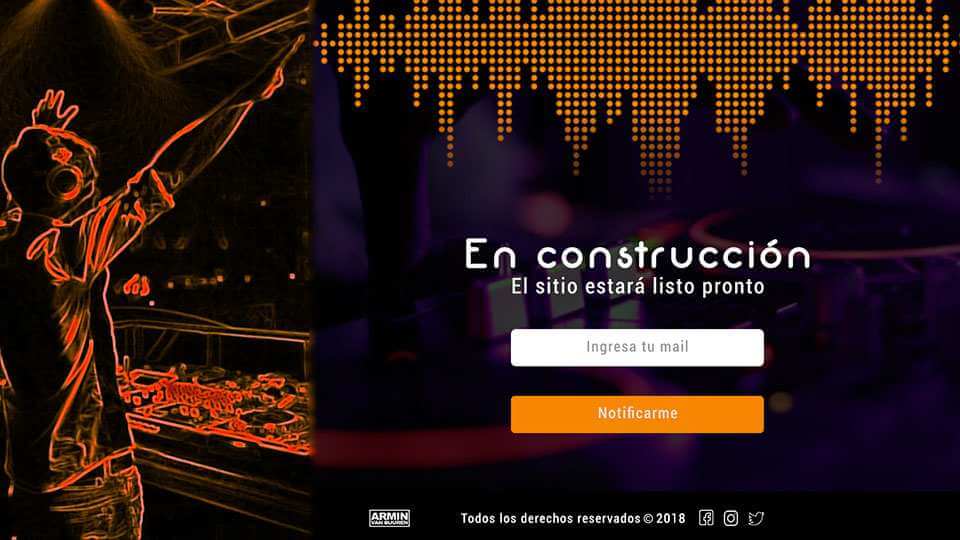 En construcción
El sitio estará listo pronto
Ingresa tu mail
Notificarme
ARMIN
VAN BUUREN
Todos los derechos reservados © 2018